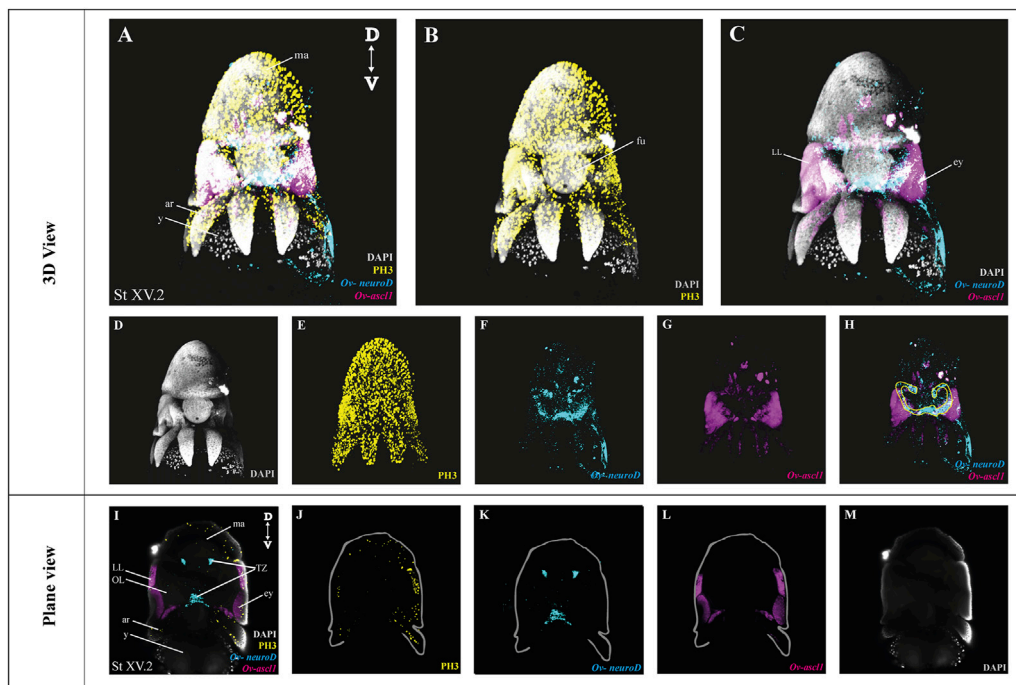 3D View
A
D
V
ma
ar
y
DAPI
PH3
Ov- neuroD
Ov-ascl1
St XV.2
B
fu
DAPI
PH3
C
LL
ey
DAPI
Ov- neuroD
Ov-ascl1
D
DAPI
E
PH3
F
Ov- neuroD
G
Ov-ascl1
H
Ov- neuroD
Ov-ascl1
Plane view
I
D
V
ma
LL
OL
TZ
ey
ar
y
DAPI
PH3
Ov- neuroD
Ov-ascl1
St XV.2
J
PH3
K
Ov- neuroD
L
Ov-ascl1
M
DAPI